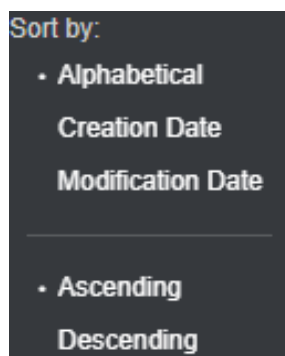 Sort by:
• Alphabetical
Creation Date
Modification Date
• Ascending
Descending